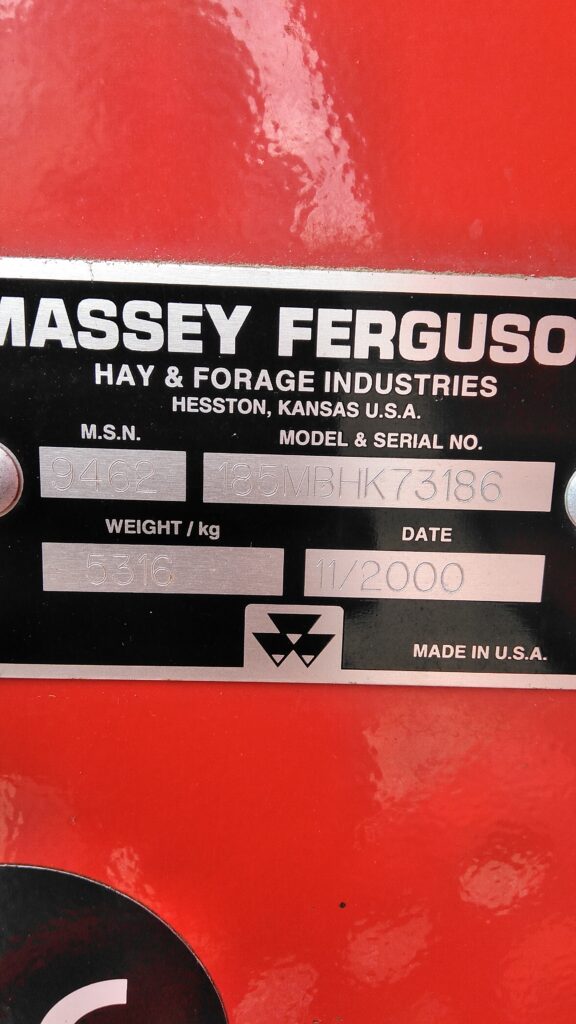 MASSEY FERGUSO
HAY & FORAGE INDUSTRIES
HESSTON, KANSAS U.S.A.
M.S.N. MODEL & SERIAL NO.
9462 185MBHK73186
WEIGHT / kg DATE
5316 11/2000
MADE IN U.S.A.